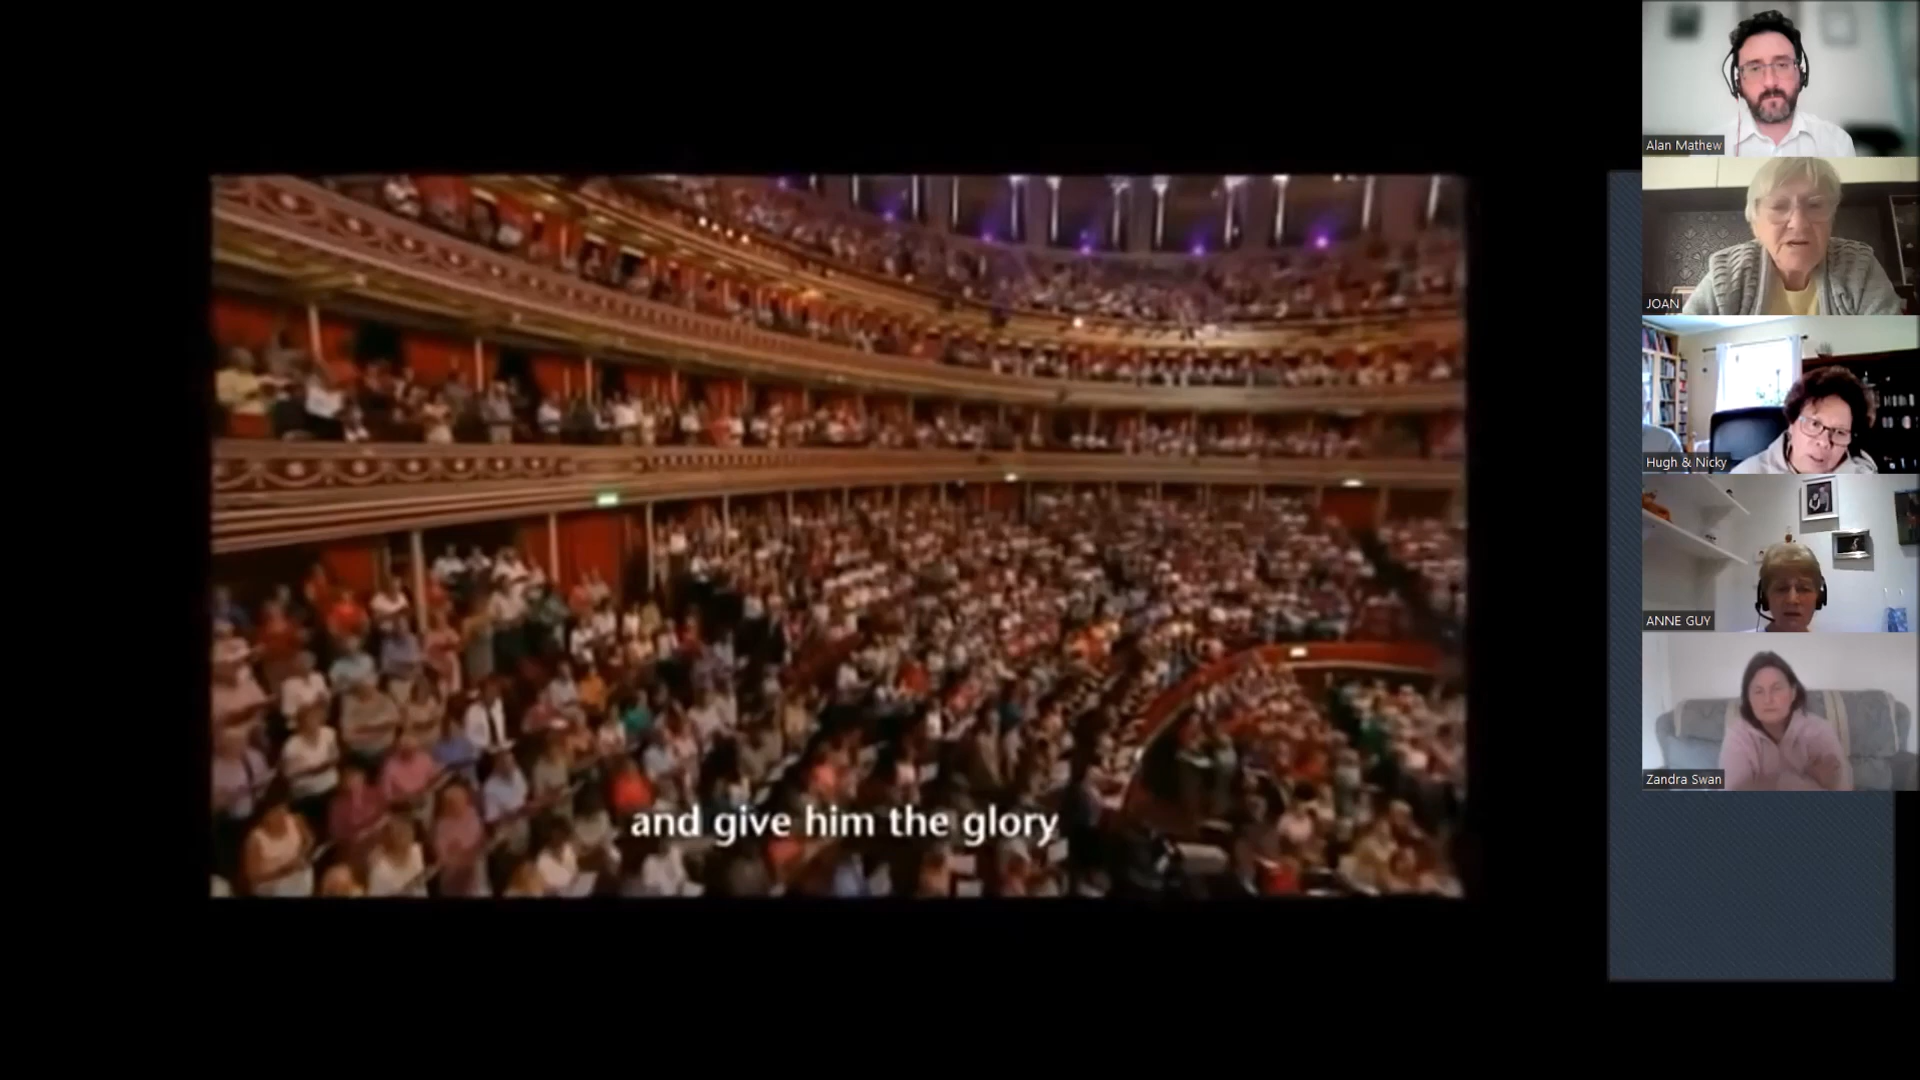 and give him the glory
Alan Mathew
JOAN
Hugh & Nicky
ANNE GUY
Zandra Swan